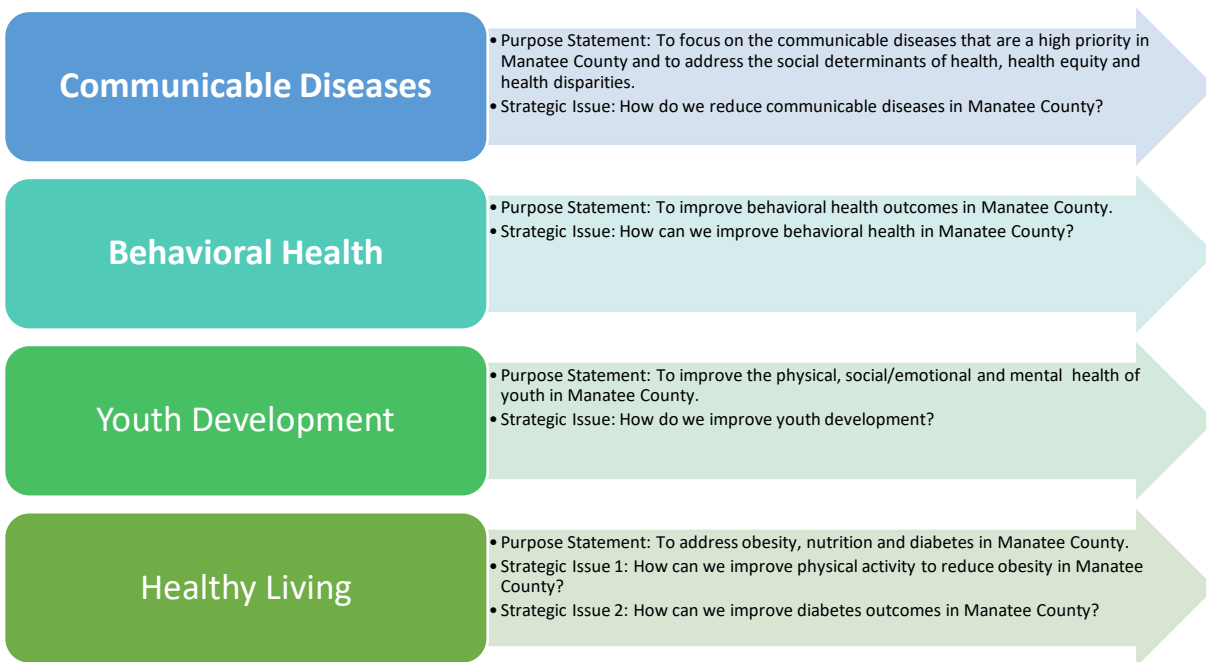 Communicable Diseases
• Purpose Statement: To focus on the communicable diseases that are a high priority in
Manatee County and to address the social determinants of health, health equity and
health disparities.
• Strategic Issue: How do we reduce communicable diseases in Manatee County?
Behavioral Health
• Purpose Statement: To improve behavioral health outcomes in Manatee County.
• Strategic Issue: How can we improve behavioral health in Manatee County?
Youth Development
• Purpose Statement: To improve the physical, social/emotional and mental  health of
youth in Manatee County.
• Strategic Issue: How do we improve youth development?
Healthy Living
• Purpose Statement: To address obesity, nutrition and diabetes in Manatee County.
• Strategic Issue 1: How can we improve physical activity to reduce obesity in Manatee
County?
• Strategic Issue 2: How can we improve diabetes outcomes in Manatee County?